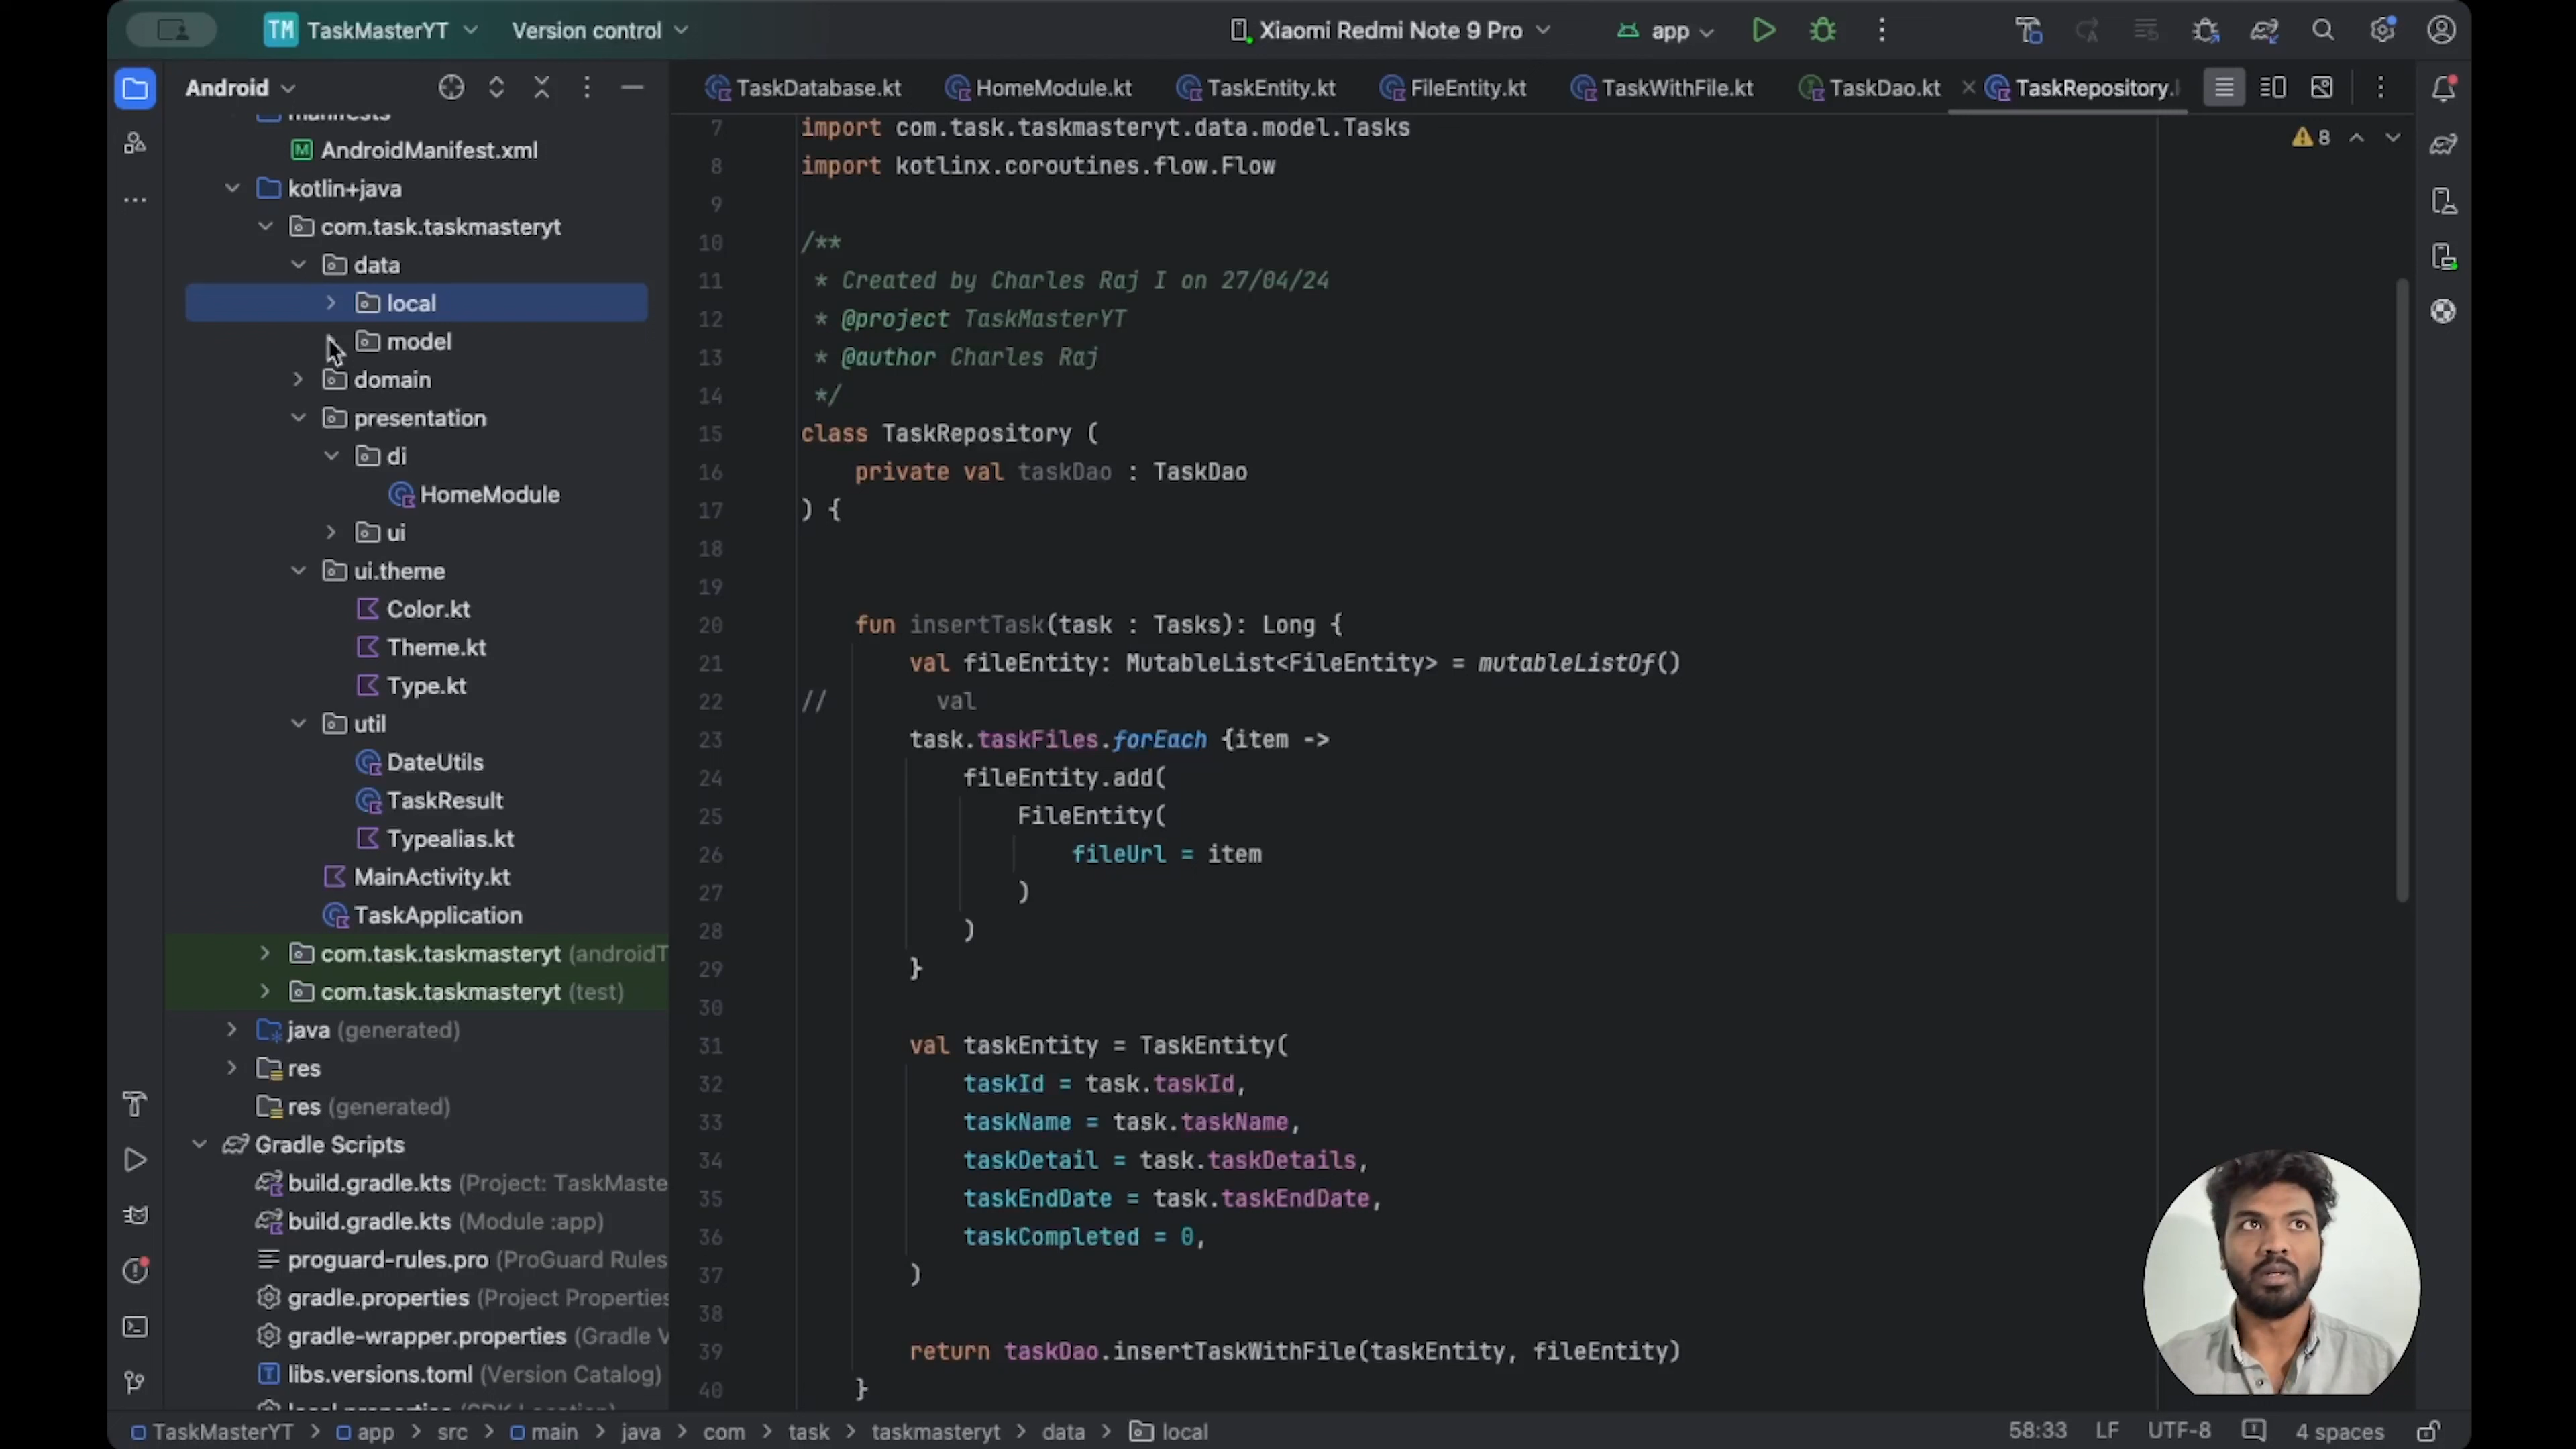 TM TaskMasterYT Version control Xiaomi Redmi Note 9 Pro app
Android
TaskDatabase.kt HomeModule.kt TaskEntity.kt FileEntity.kt TaskWithFile.kt TaskDao.kt TaskRepository.
manifests
AndroidManifest.xml
kotlin+java
com.task.taskmasteryt
data
local
model
domain
presentation
di
HomeModule
ui
ui.theme
Color.kt
Theme.kt
Type.kt
util
DateUtils
TaskResult
Typealias.kt
MainActivity.kt
TaskApplication
com.task.taskmasteryt (androidT
com.task.taskmasteryt (test)
java (generated)
res
res (generated)
Gradle Scripts
build.gradle.kts (Project: TaskMaste
build.gradle.kts (Module :app)
proguard-rules.pro (ProGuard Rules
gradle.properties (Project Properties
gradle-wrapper.properties (Gradle V
libs.versions.toml (Version Catalog)
8
7 import com.task.taskmasteryt.data.model.Tasks
8 import kotlinx.coroutines.flow.Flow
9
10 /**
11 * Created by Charles Raj I on 27/04/24
12 * @project TaskMasterYT
13 * @author Charles Raj
14 */
15 class TaskRepository (
16 private val taskDao : TaskDao
17 ) {
18
19
20 fun insertTask(task : Tasks): Long {
21 val fileEntity: MutableList<FileEntity> = mutableListOf()
22 // val
23 task.taskFiles.forEach {item ->
24 fileEntity.add(
25 FileEntity(
26 fileUrl = item
27 )
28 )
29 }
30
31 val taskEntity = TaskEntity(
32 taskId = task.taskId,
33 taskName = task.taskName,
34 taskDetail = task.taskDetails,
35 taskEndDate = task.taskEndDate,
36 taskCompleted = 0,
37 )
38
39 return taskDao.insertTaskWithFile(taskEntity, fileEntity)
40 }
TaskMasterYT > app > src > main > java > com > task > taskmasteryt > data > local 58:33 LF UTF-8 4 spaces